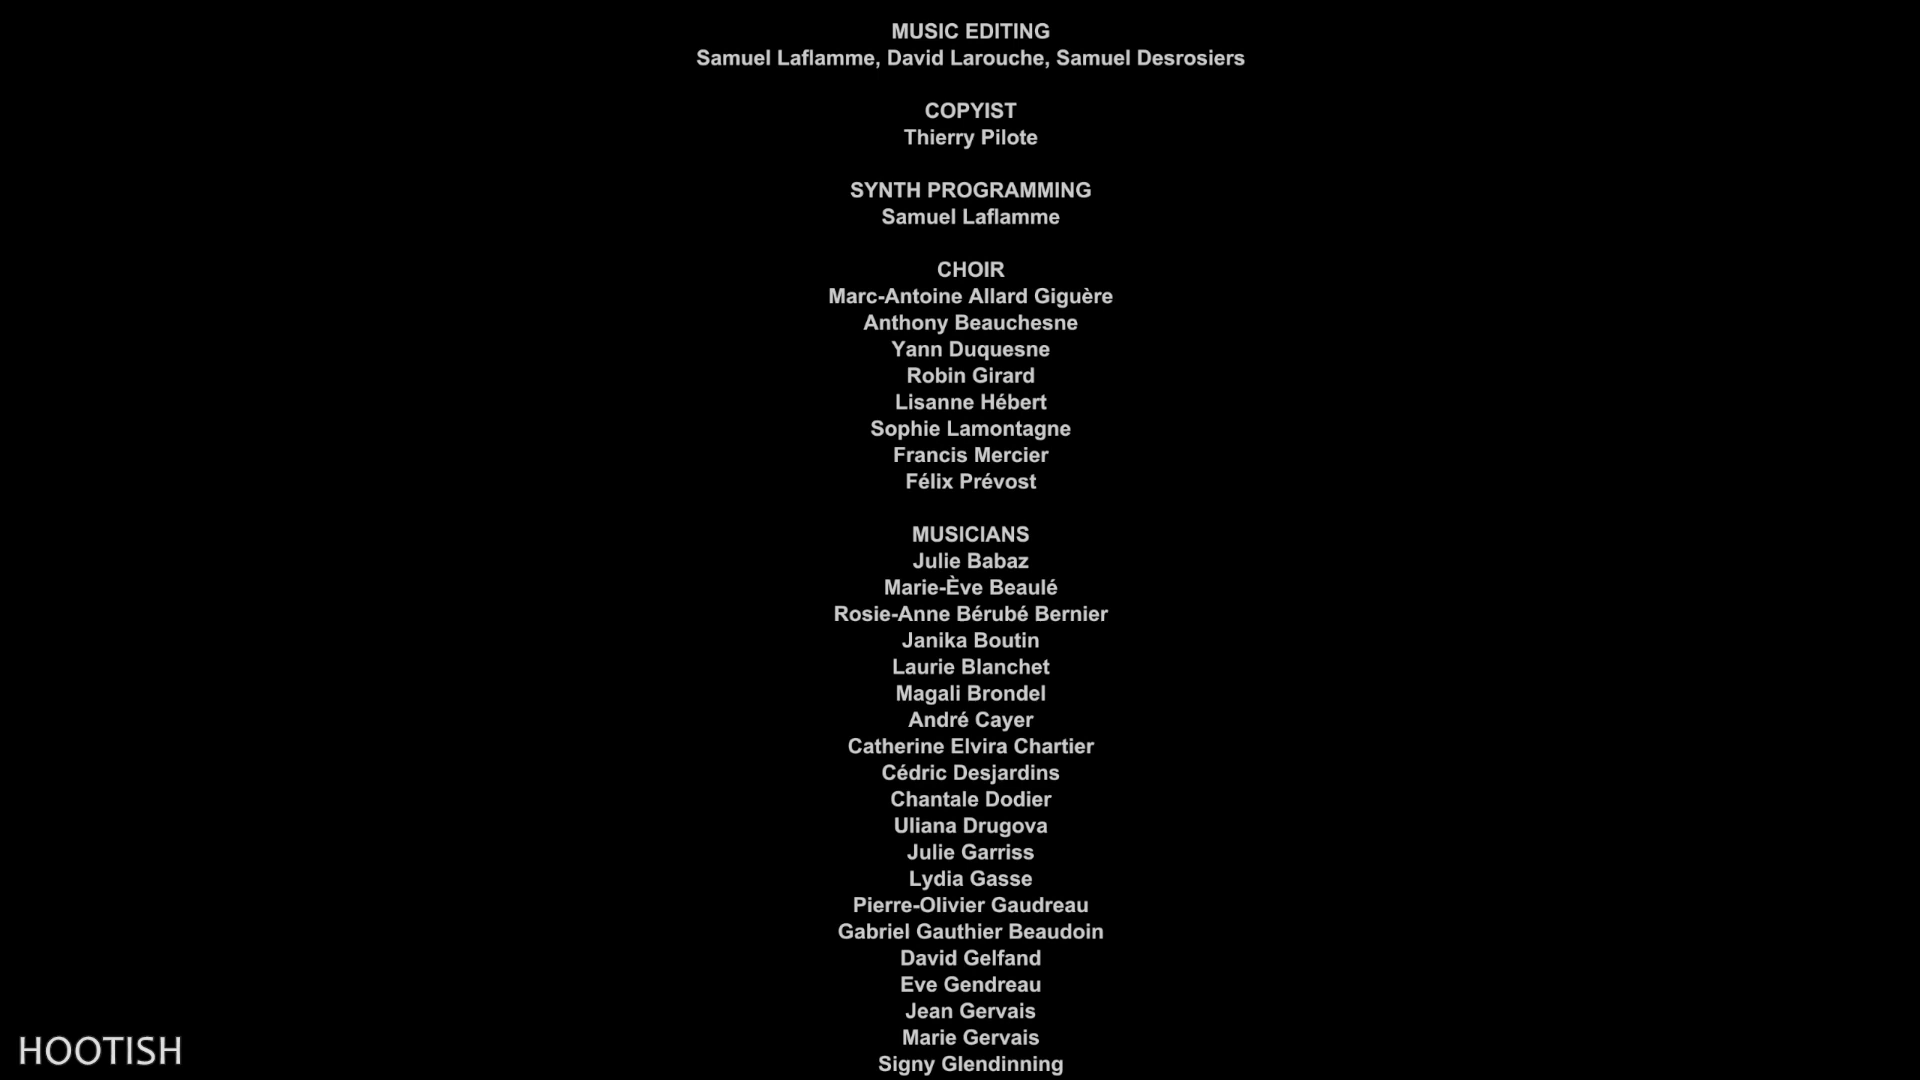 MUSIC EDITING
Samuel Laflamme, David Larouche, Samuel Desrosiers
COPYIST
Thierry Pilote
SYNTH PROGRAMMING
Samuel Laflamme
CHOIR
Marc-Antoine Allard Giguère
Anthony Beauchesne
Yann Duquesne
Robin Girard
Lisanne Hébert
Sophie Lamontagne
Francis Mercier
Félix Prévost
MUSICIANS
Julie Babaz
Marie-Ève Beaulé
Rosie-Anne Bérubé Bernier
Janika Boutin
Laurie Blanchet
Magali Brondel
André Cayer
Catherine Elvira Chartier
Cédric Desjardins
Chantale Dodier
Uliana Drugova
Julie Garriss
Lydia Gasse
Pierre-Olivier Gaudreau
Gabriel Gauthier Beaudoin
David Gelfand
Eve Gendreau
Jean Gervais
Marie Gervais
Signy Glendinning
HOOTISH